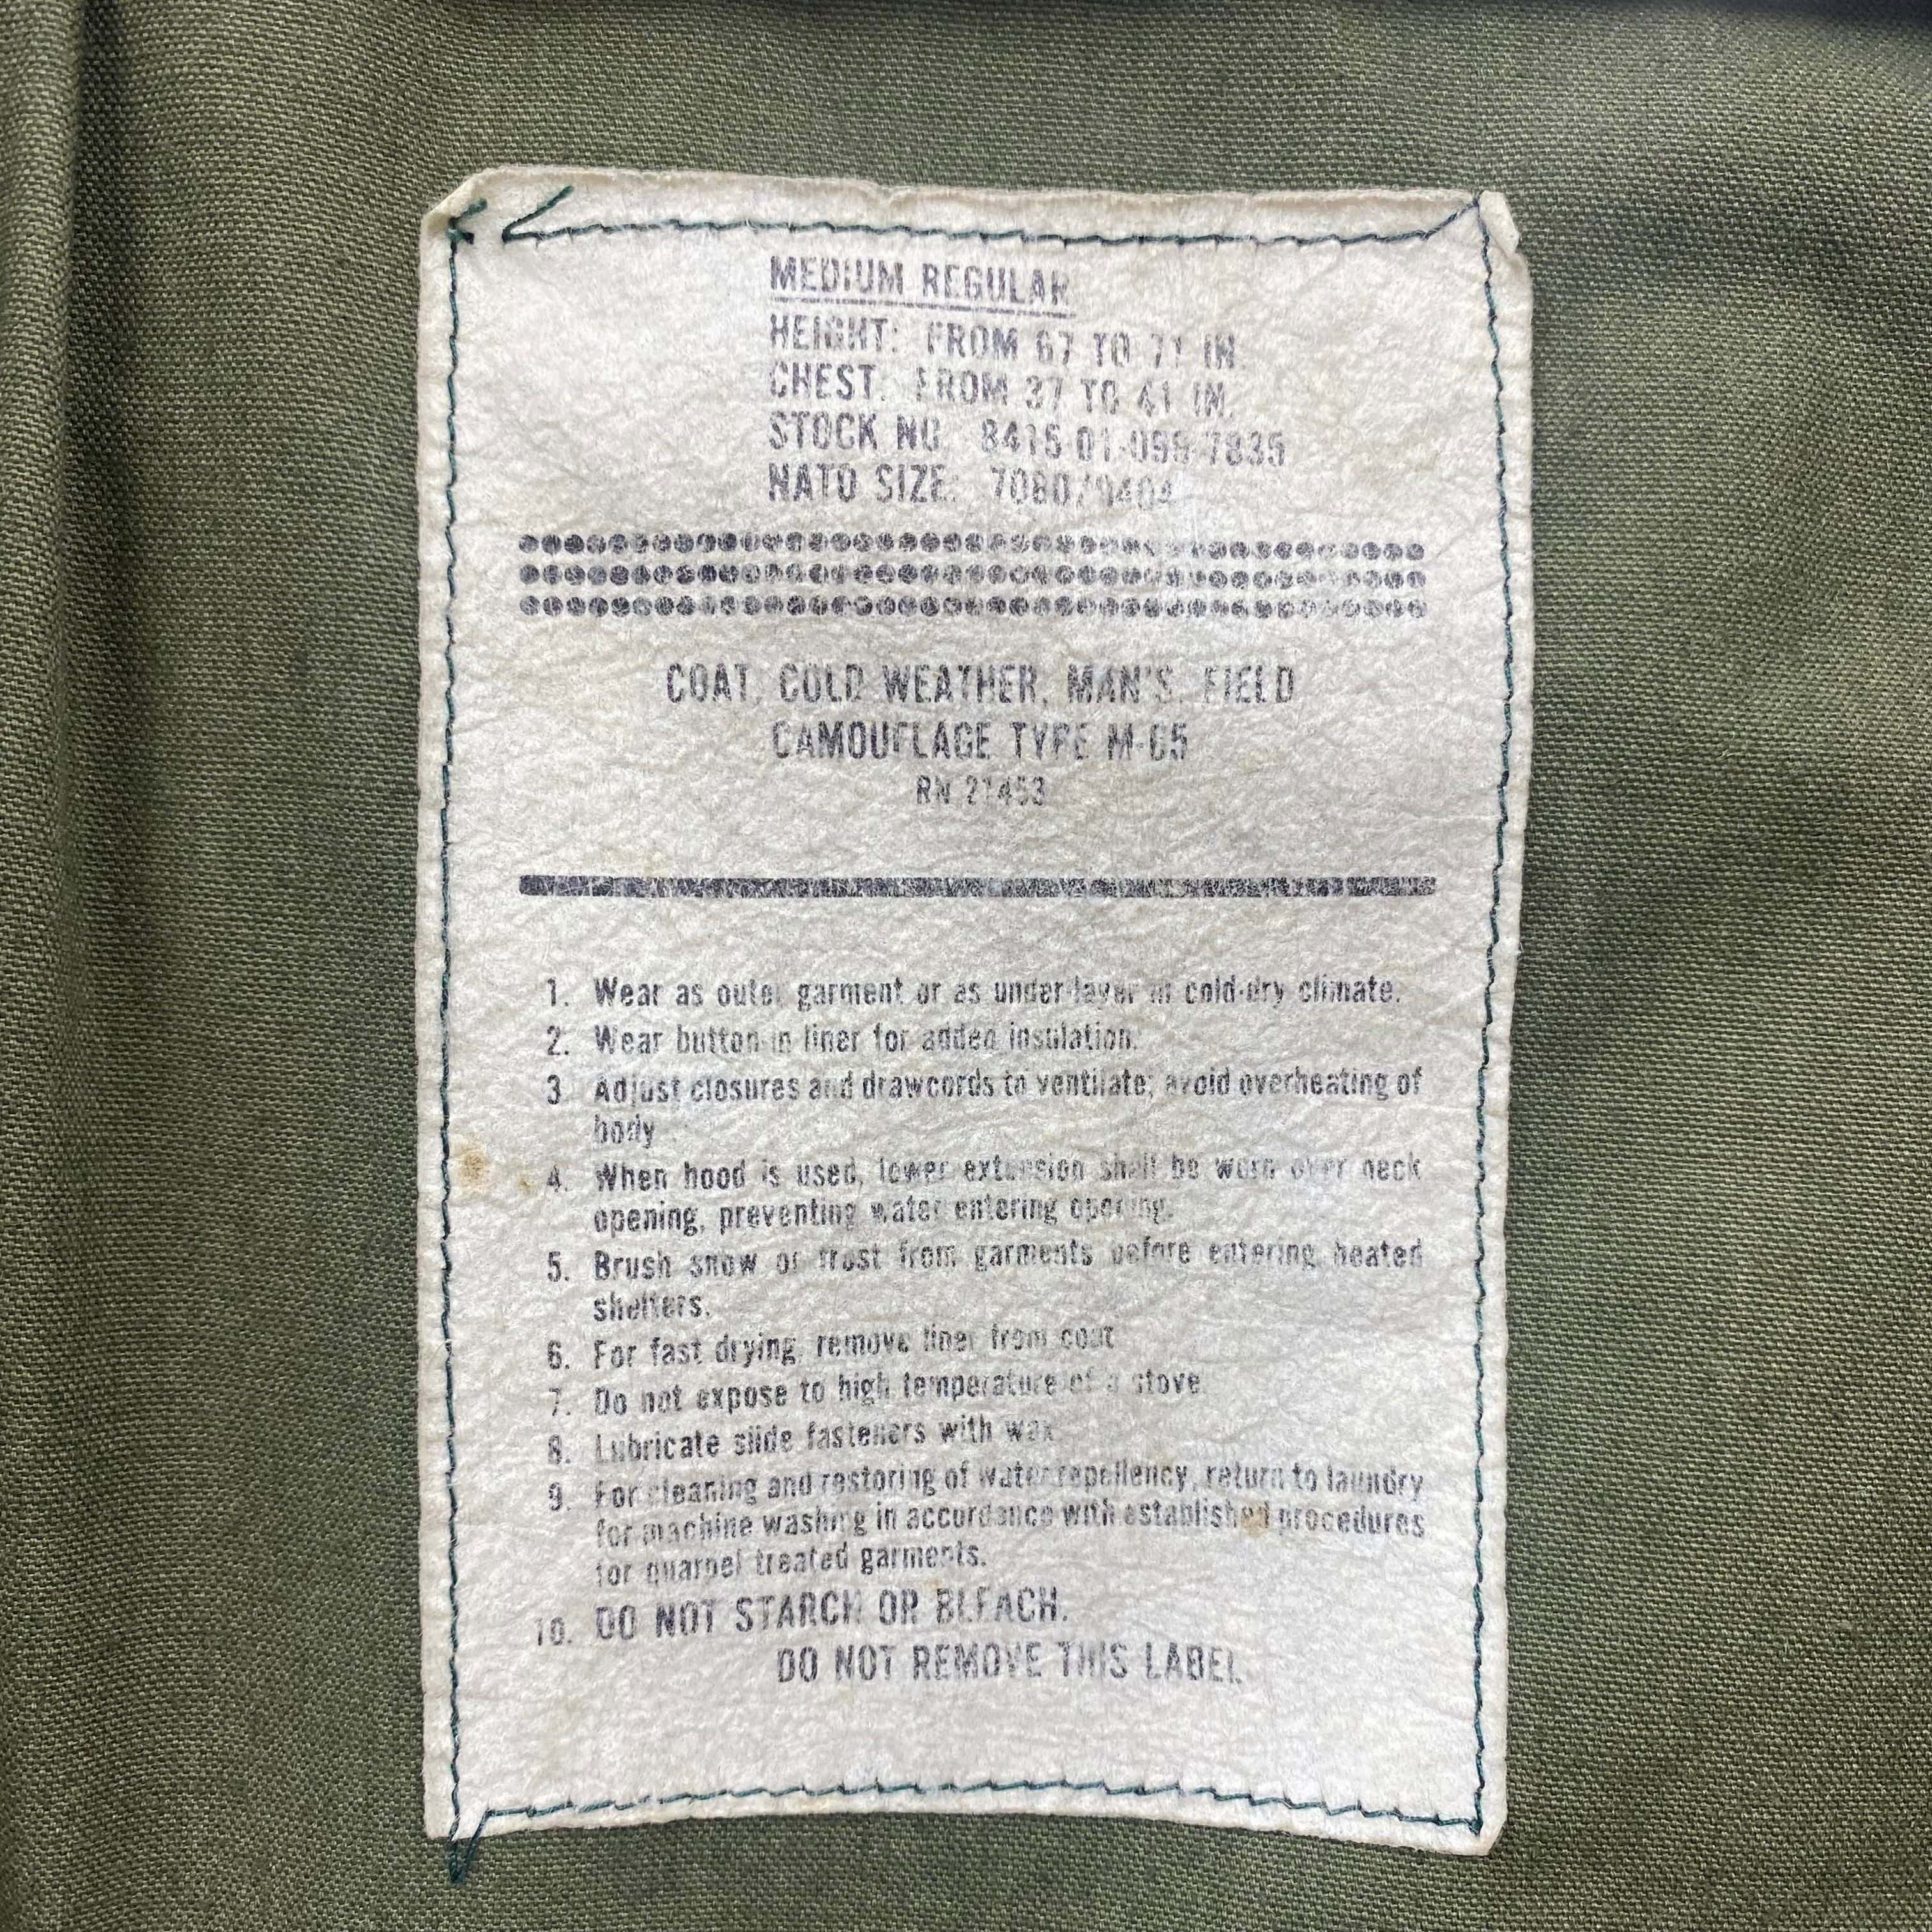 MEDIUM REGULAR
HEIGHT: FROM 67 TO 71 IN.
CHEST: FROM 37 TO 41 IN.
STOCK NO. 8415-01-099-7835
NATO SIZE: 7080/9404
COAT, COLD WEATHER, MAN'S, FIELD
CAMOUFLAGE TYPE M-65
RN 21453
1. Wear as outer garment or as under-layer in cold-dry climate.
2. Wear button-in liner for added insulation.
3. Adjust closures and drawcords to ventilate; avoid overheating of
body.
4. When hood is used, lower extension shall be worn over neck
opening, preventing water entering opening.
5. Brush snow or frost from garments before entering heated
shelters.
6. For fast drying, remove liner from coat.
7. Do not expose to high temperature of a stove.
8. Lubricate slide fasteners with wax.
9. For cleaning and restoring of water repellency, return to laundry
for machine washing in accordance with established procedures
for quarpel treated garments.
10. DO NOT STARCH OR BLEACH.
DO NOT REMOVE THIS LABEL.